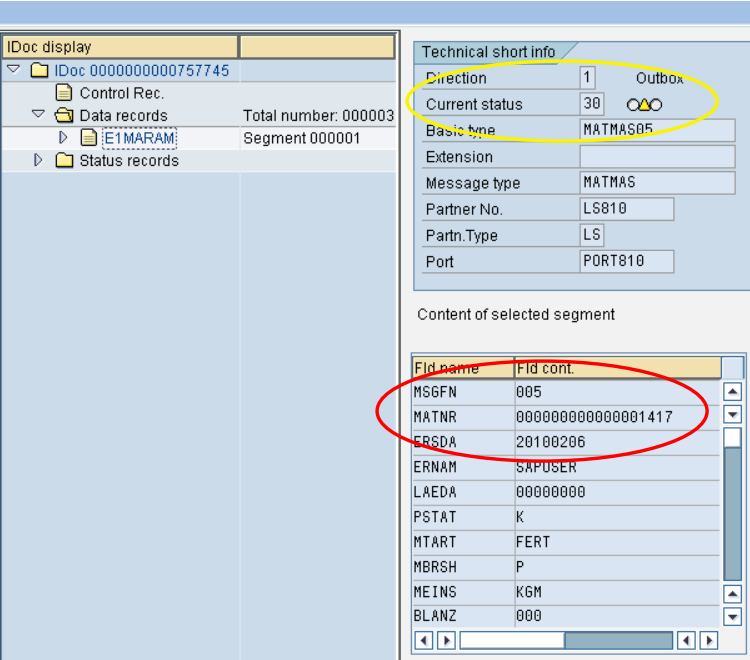 IDoc display
IDoc 0000000000757745
Control Rec.
Data records Total number: 000003
E1MARAM Segment 000001
Status records
Technical short info
Direction 1 Outbox
Current status 30
Basic type MATMAS05
Extension
Message type MATMAS
Partner No. LS810
Partn.Type LS
Port PORT810
Content of selected segment
Fld name Fld cont.
MSGFN 005
MATNR 000000000000001417
ERSDA 20100206
ERNAM SAPUSER
LAEDA 00000000
PSTAT K
MTART FERT
MBRSH P
MEINS KGM
BLANZ 000